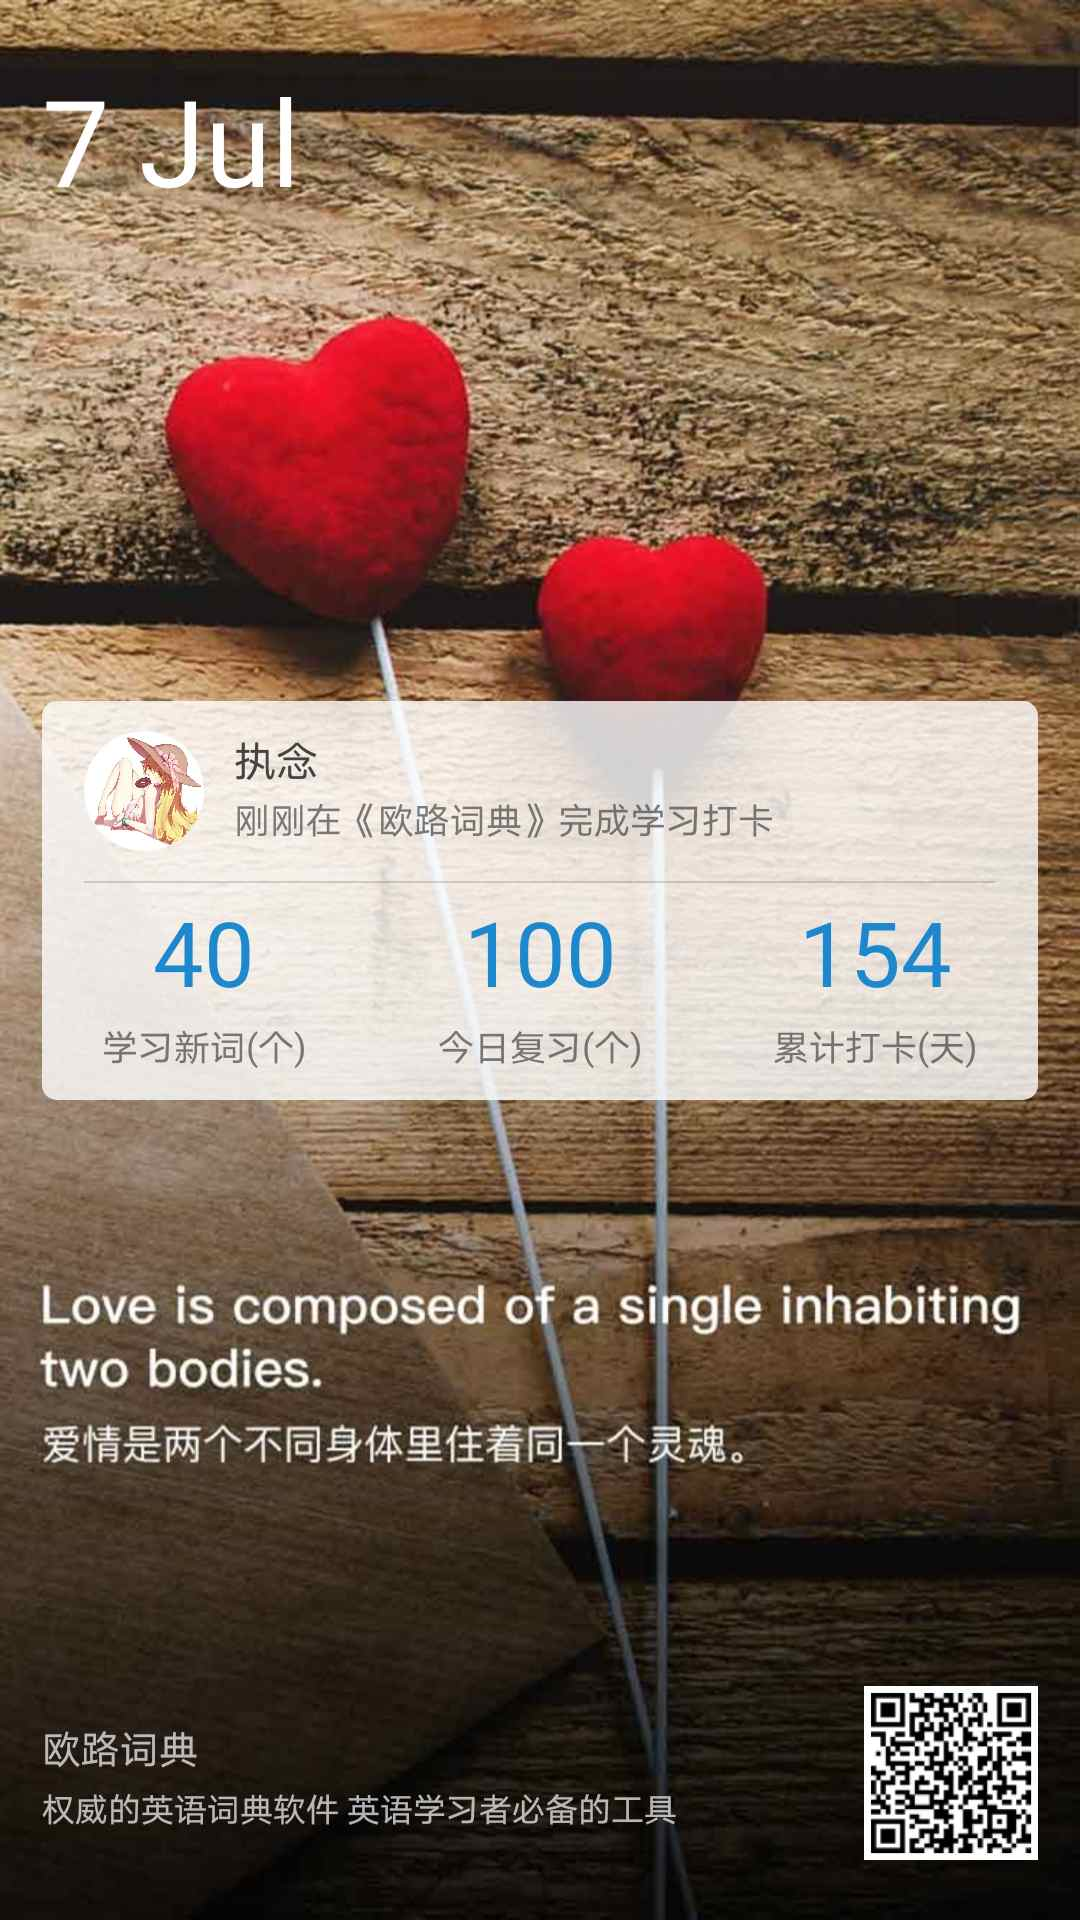 7 Jul
执念
刚刚在《欧路词典》完成学习打卡
40 100 154
学习新词(个) 今日复习(个) 累计打卡(天)
Love is composed of a single inhabiting
two bodies.
爱情是两个不同身体里住着同一个灵魂。
欧路词典
权威的英语词典软件 英语学习者必备的工具